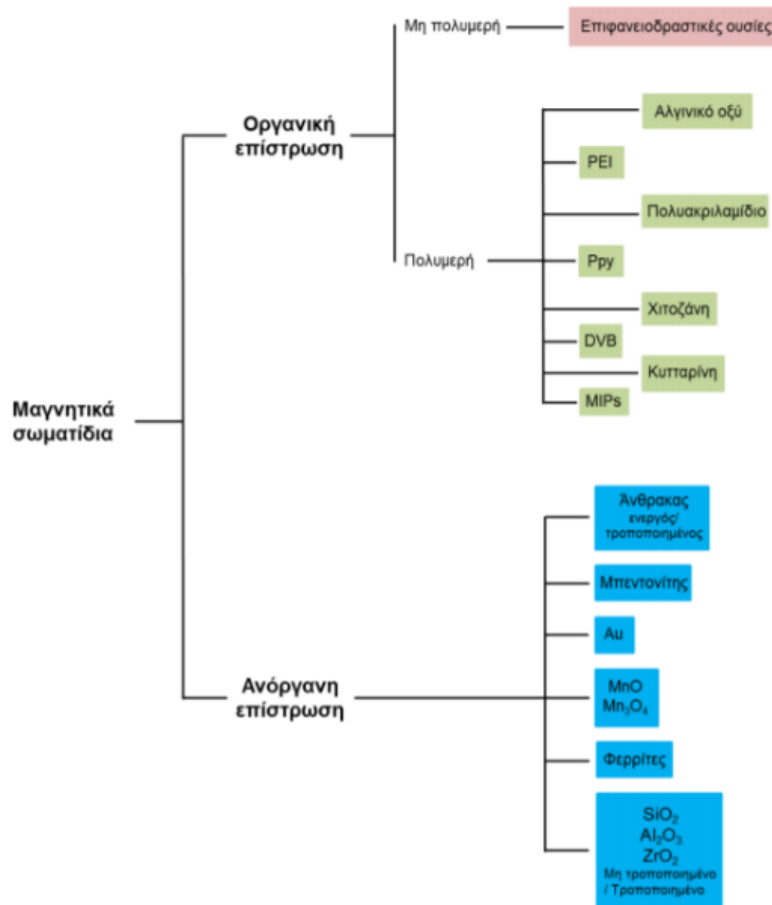 Μη πολυμερή
Επιφανειοδραστικές ουσίες
Οργανική
επίστρωση
Αλγινικό οξύ
PEI
Πολυακριλαμίδιο
Πολυμερή
Ppy
Χιτοζάνη
DVB
Κυτταρίνη
MIPs
Μαγνητικά
σωματίδια
Άνθρακας
ενεργός/
τροποποιημένος
Μπεντονίτης
Au
Ανόργανη
επίστρωση
MnO
Mn₃O₄
Φερρίτες
SiO₂
Al₂O₃
ZrO₂
Μη τροποποιημένο
/ Τροποποιημένο